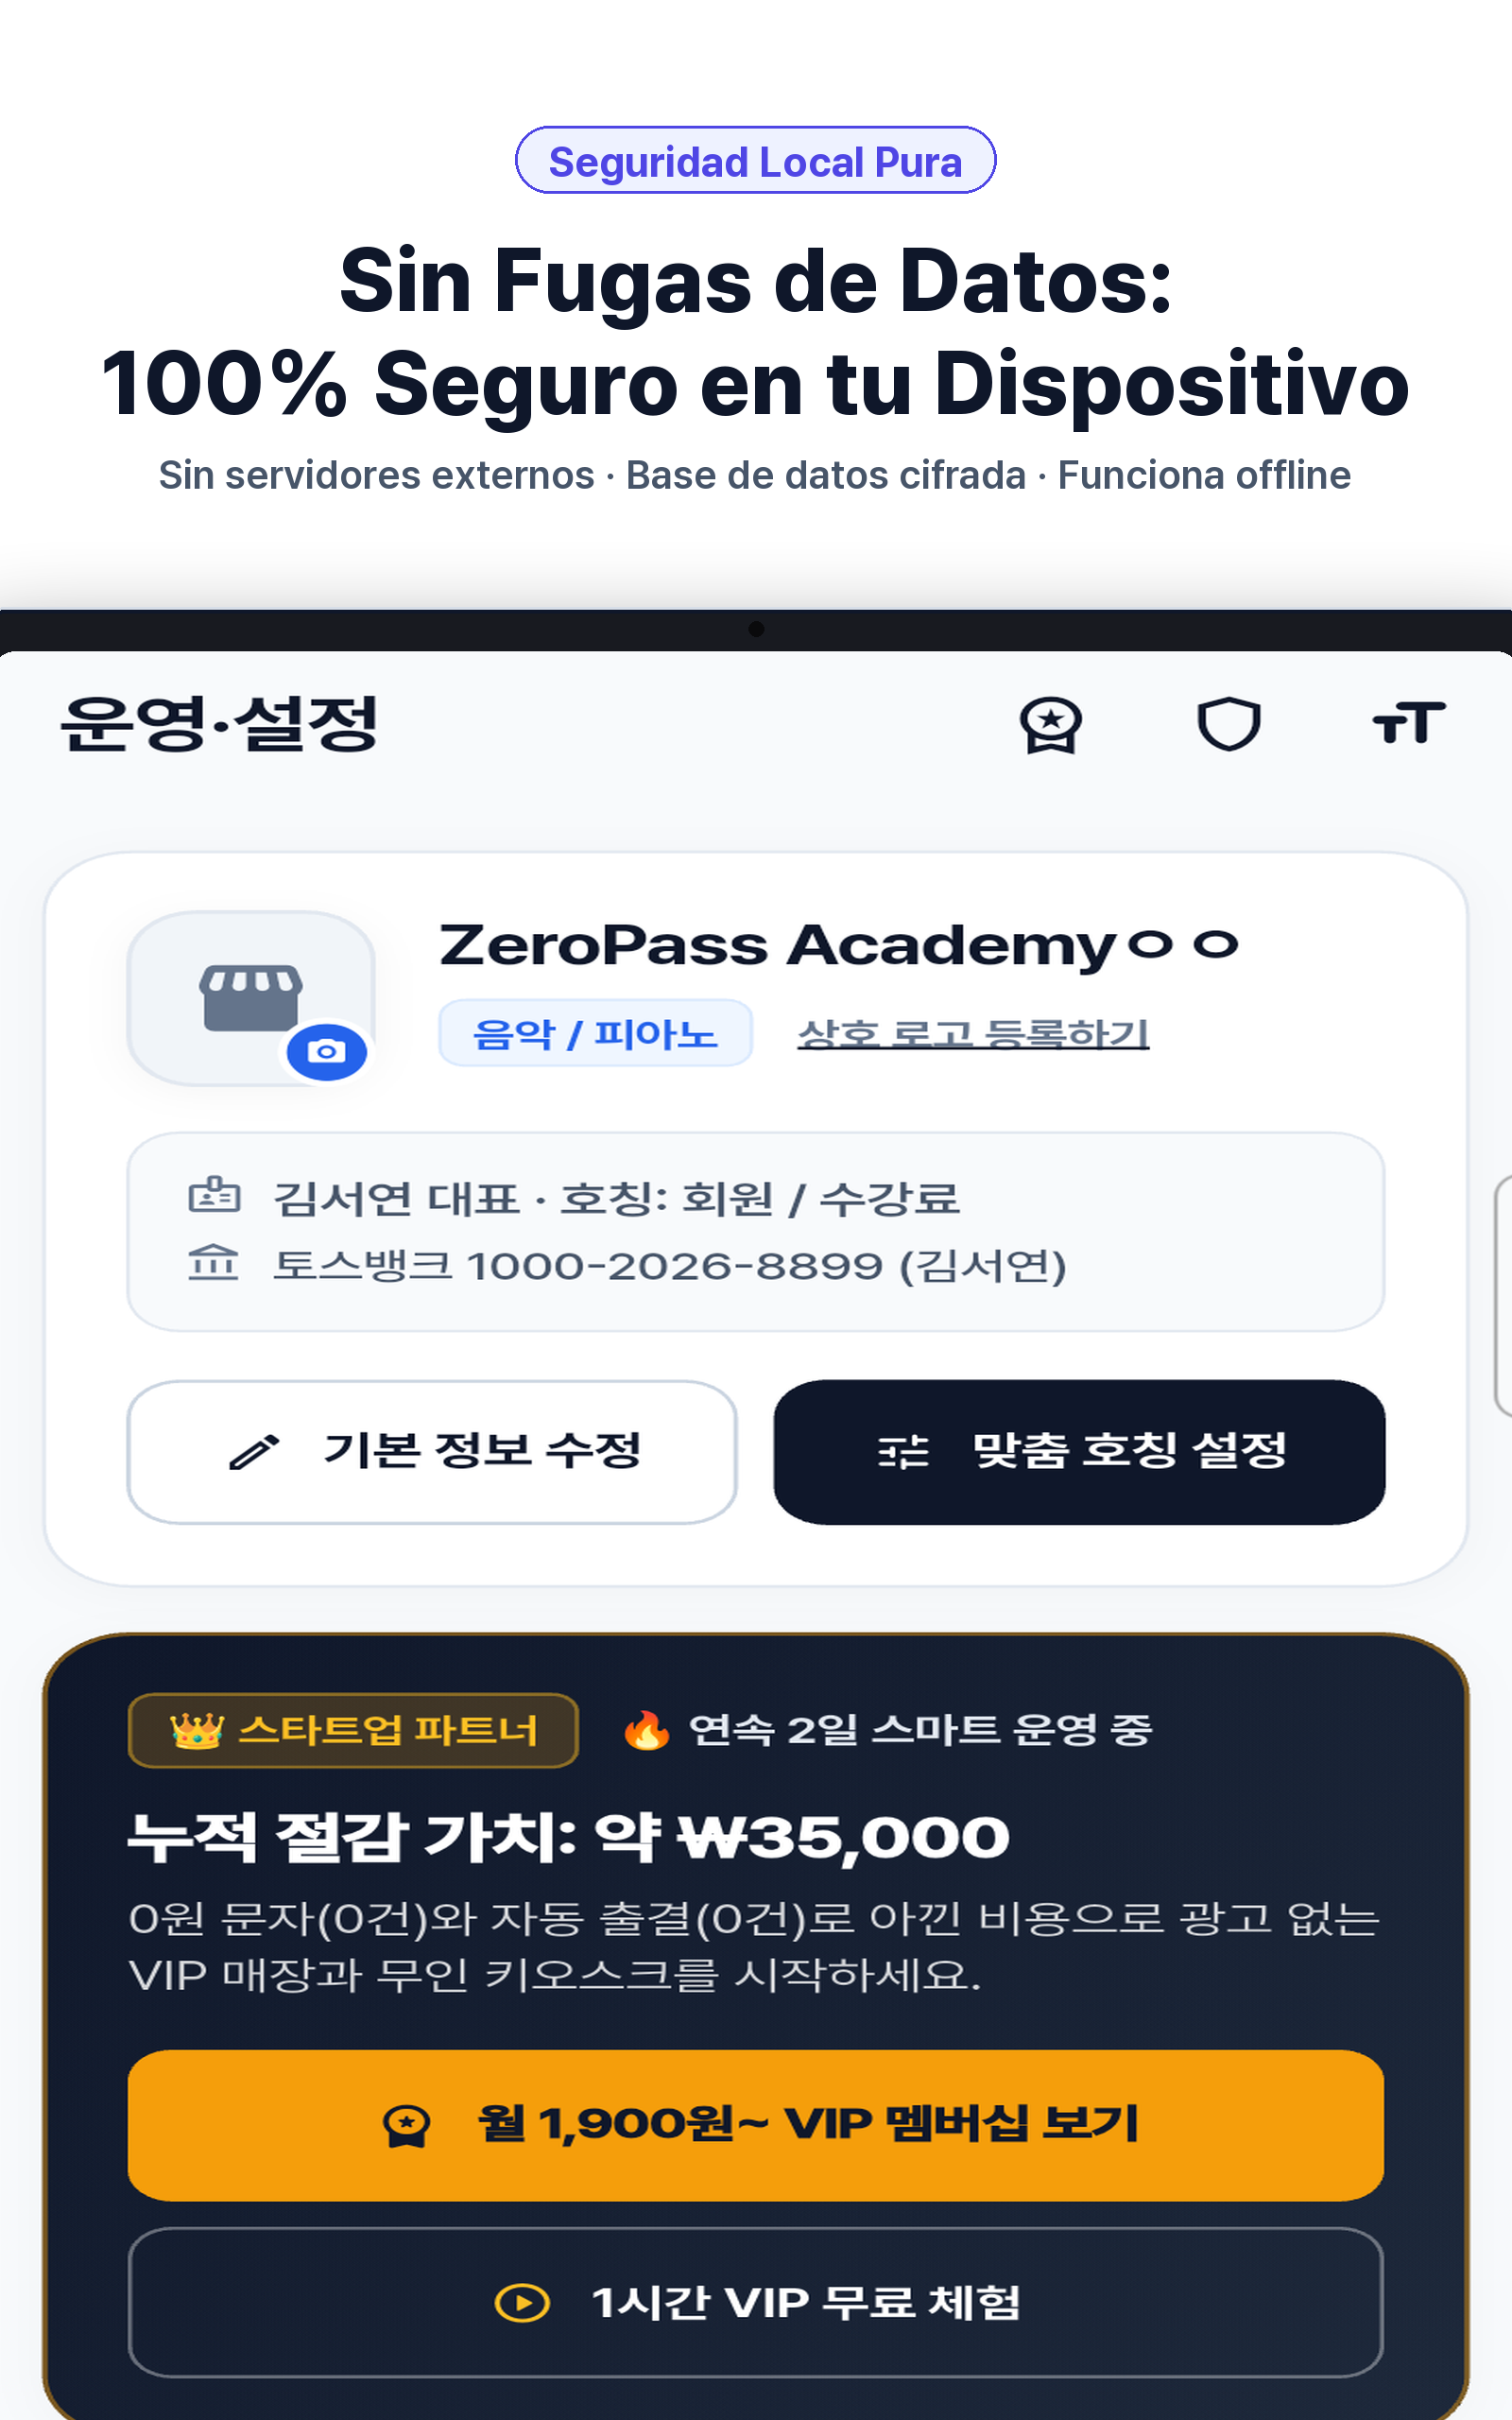 Seguridad Local Pura
Sin Fugas de Datos:
100% Seguro en tu Dispositivo
Sin servidores externos · Base de datos cifrada · Funciona offline
운영·설정
ZeroPass Academyㅇㅇ
음악 / 피아노 상호 로고 등록하기
김서연 대표 · 호칭: 회원 / 수강료
토스뱅크 1000-2026-8899 (김서연)
기본 정보 수정 맞춤 호칭 설정
👑 스타트업 파트너 🔥 연속 2일 스마트 운영 중
누적 절감 가치: 약 ₩35,000
0원 문자(0건)와 자동 출결(0건)로 아낀 비용으로 광고 없는
VIP 매장과 무인 키오스크를 시작하세요.
월 1,900원~ VIP 멤버십 보기
1시간 VIP 무료 체험